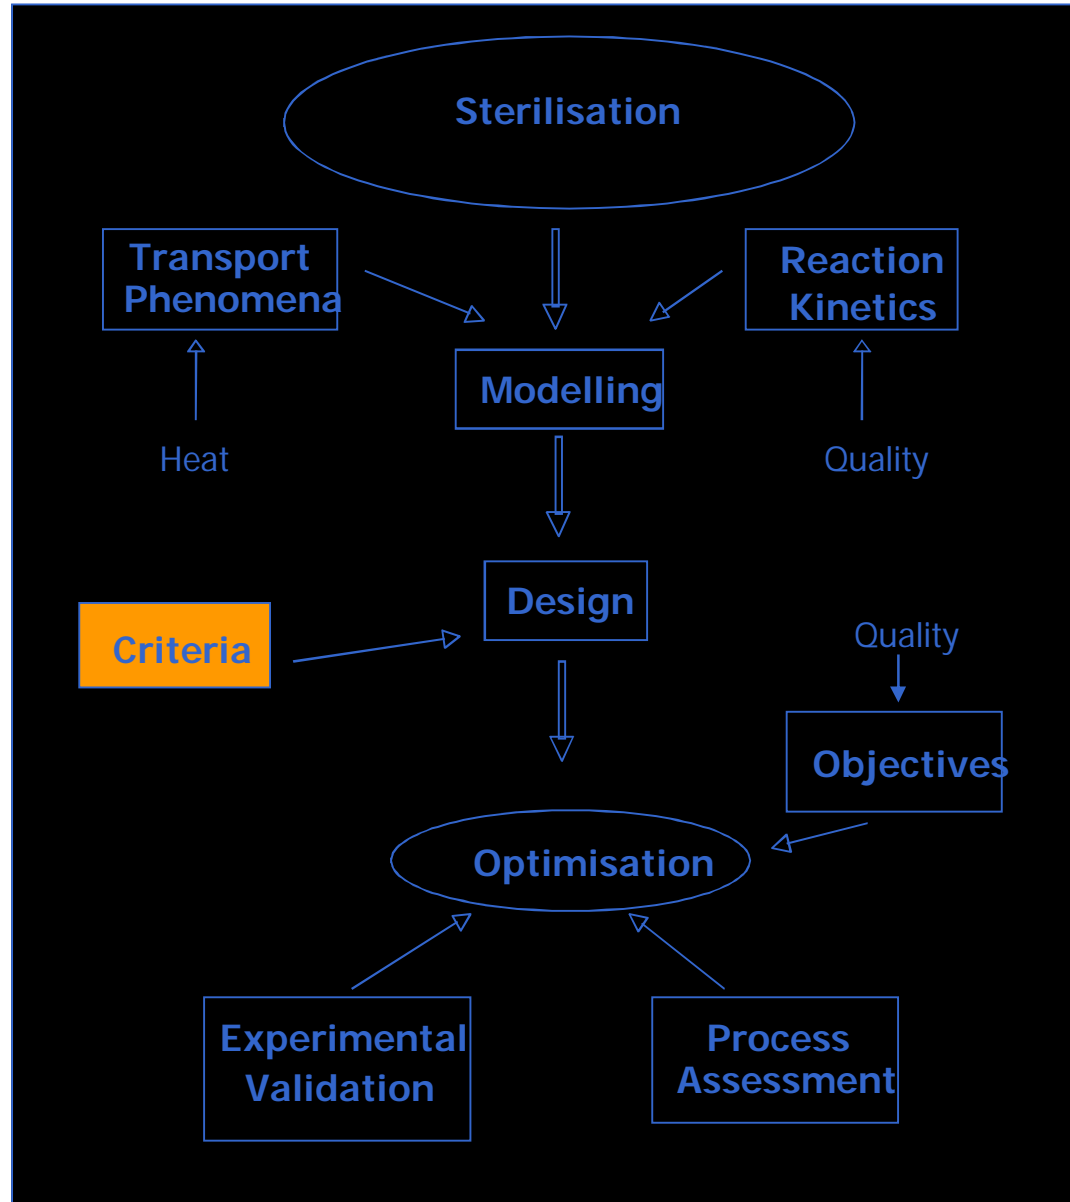 Sterilisation
Transport
Phenomena
Reaction
Kinetics
Modelling
Heat
Quality
Design
Criteria
Quality
Objectives
Optimisation
Experimental
Validation
Process
Assessment